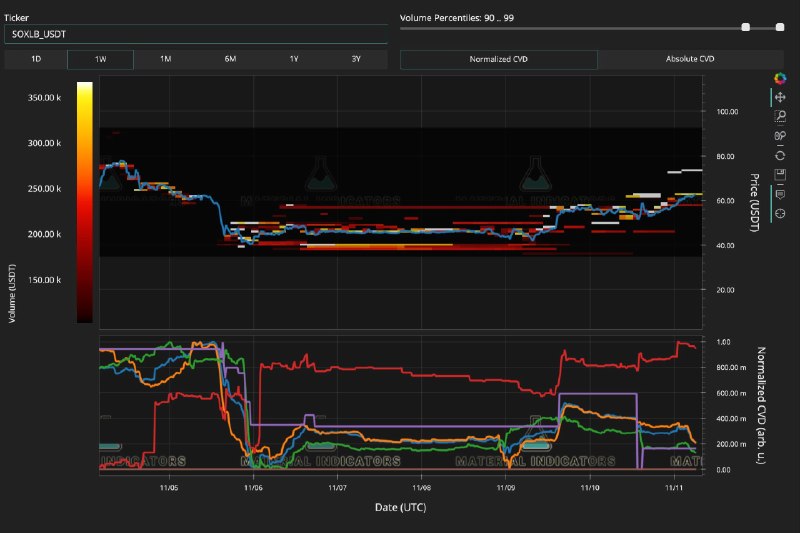 Ticker
Volume Percentiles: 90 .. 99
SOXLB_USDT
1D 1W 1M 6M 1Y 3Y
Normalized CVD Absolute CVD
350.00 k
300.00 k
250.00 k
200.00 k
150.00 k
Volume (USDT)
100.00
80.00
60.00
40.00
20.00
Price (USDT)
MATERIAL INDICATORS
MATERIAL INDICATORS
1.00
800.00 m
600.00 m
400.00 m
200.00 m
0.00
Normalized CVD (arb. u.)
INDICATORS
MATERIAL INDICATORS
MATERIAL INDICATORS
MATI
11/05 11/06 11/07 11/08 11/09 11/10 11/11
Date (UTC)